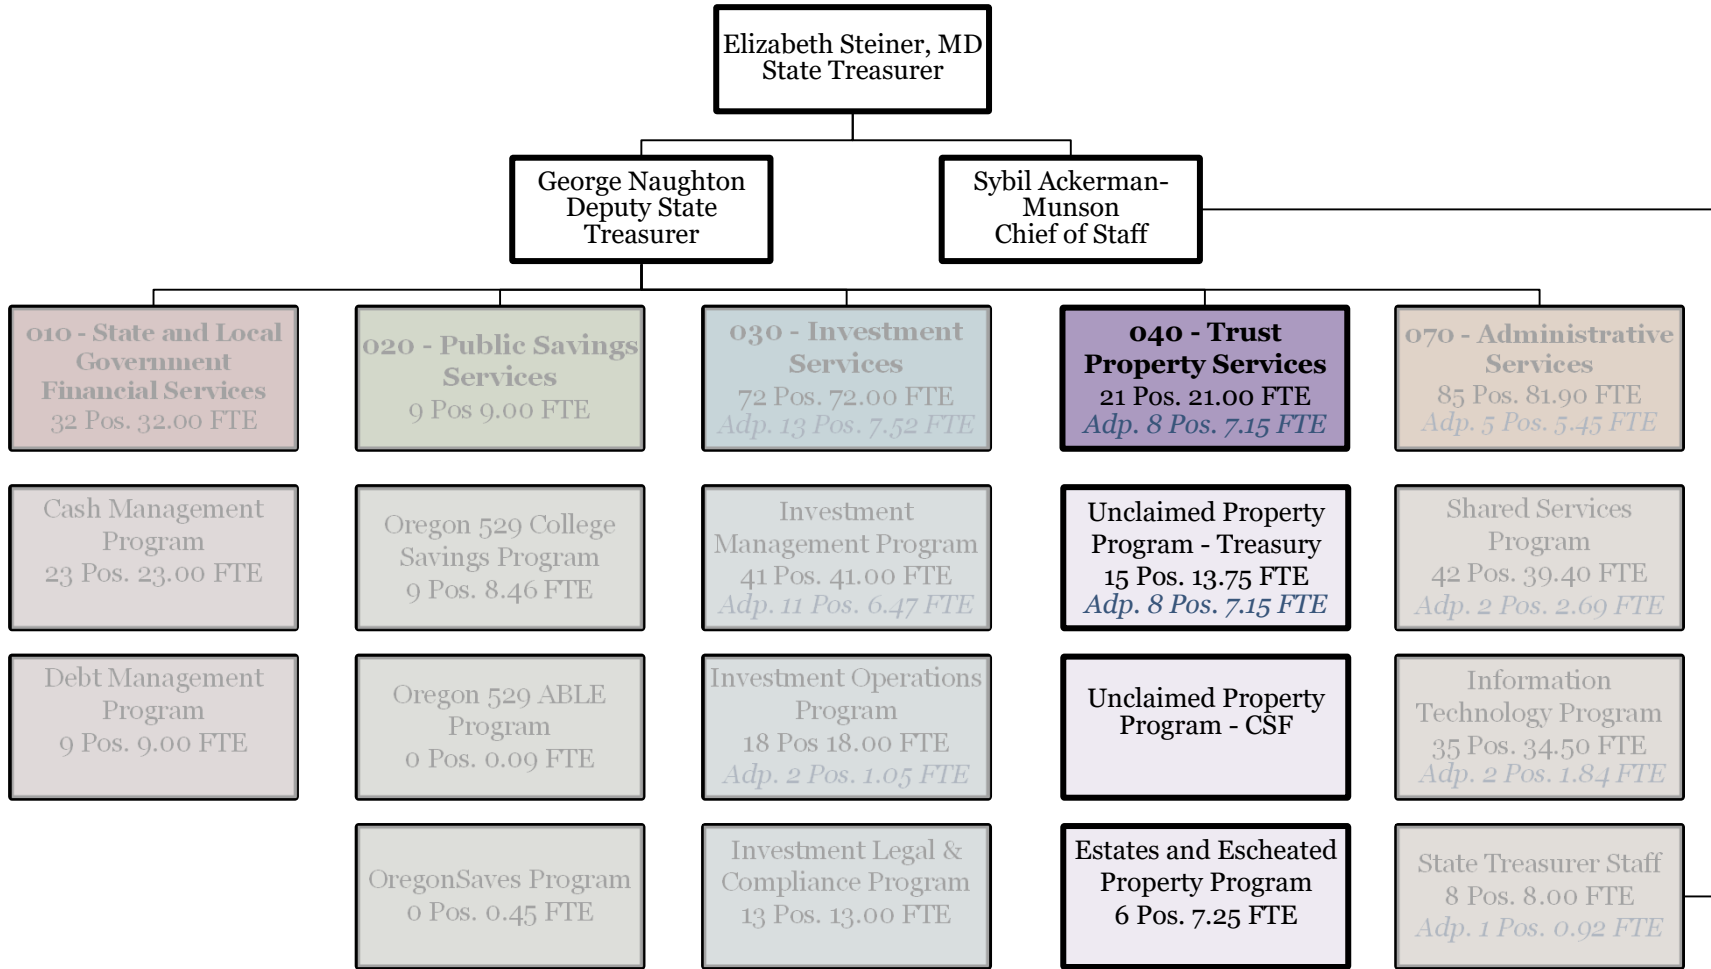 Elizabeth Steiner, MD
State Treasurer
George Naughton
Deputy State
Treasurer
Sybil Ackerman-
Munson
Chief of Staff
010 - State and Local
Government
Financial Services
32 Pos. 32.00 FTE
020 - Public Savings
Services
9 Pos 9.00 FTE
030 - Investment
Services
72 Pos. 72.00 FTE
Adp. 13 Pos. 7.52 FTE
040 - Trust
Property Services
21 Pos. 21.00 FTE
Adp. 8 Pos. 7.15 FTE
070 - Administrative
Services
85 Pos. 81.90 FTE
Adp. 5 Pos. 5.45 FTE
Cash Management
Program
23 Pos. 23.00 FTE
Oregon 529 College
Savings Program
9 Pos. 8.46 FTE
Investment
Management Program
41 Pos. 41.00 FTE
Adp. 11 Pos. 6.47 FTE
Unclaimed Property
Program - Treasury
15 Pos. 13.75 FTE
Adp. 8 Pos. 7.15 FTE
Shared Services
Program
42 Pos. 39.40 FTE
Adp. 2 Pos. 2.69 FTE
Debt Management
Program
9 Pos. 9.00 FTE
Oregon 529 ABLE
Program
0 Pos. 0.09 FTE
Investment Operations
Program
18 Pos 18.00 FTE
Adp. 2 Pos. 1.05 FTE
Unclaimed Property
Program - CSF
Information
Technology Program
35 Pos. 34.50 FTE
Adp. 2 Pos. 1.84 FTE
OregonSaves Program
0 Pos. 0.45 FTE
Investment Legal &
Compliance Program
13 Pos. 13.00 FTE
Estates and Escheated
Property Program
6 Pos. 7.25 FTE
State Treasurer Staff
8 Pos. 8.00 FTE
Adp. 1 Pos. 0.92 FTE